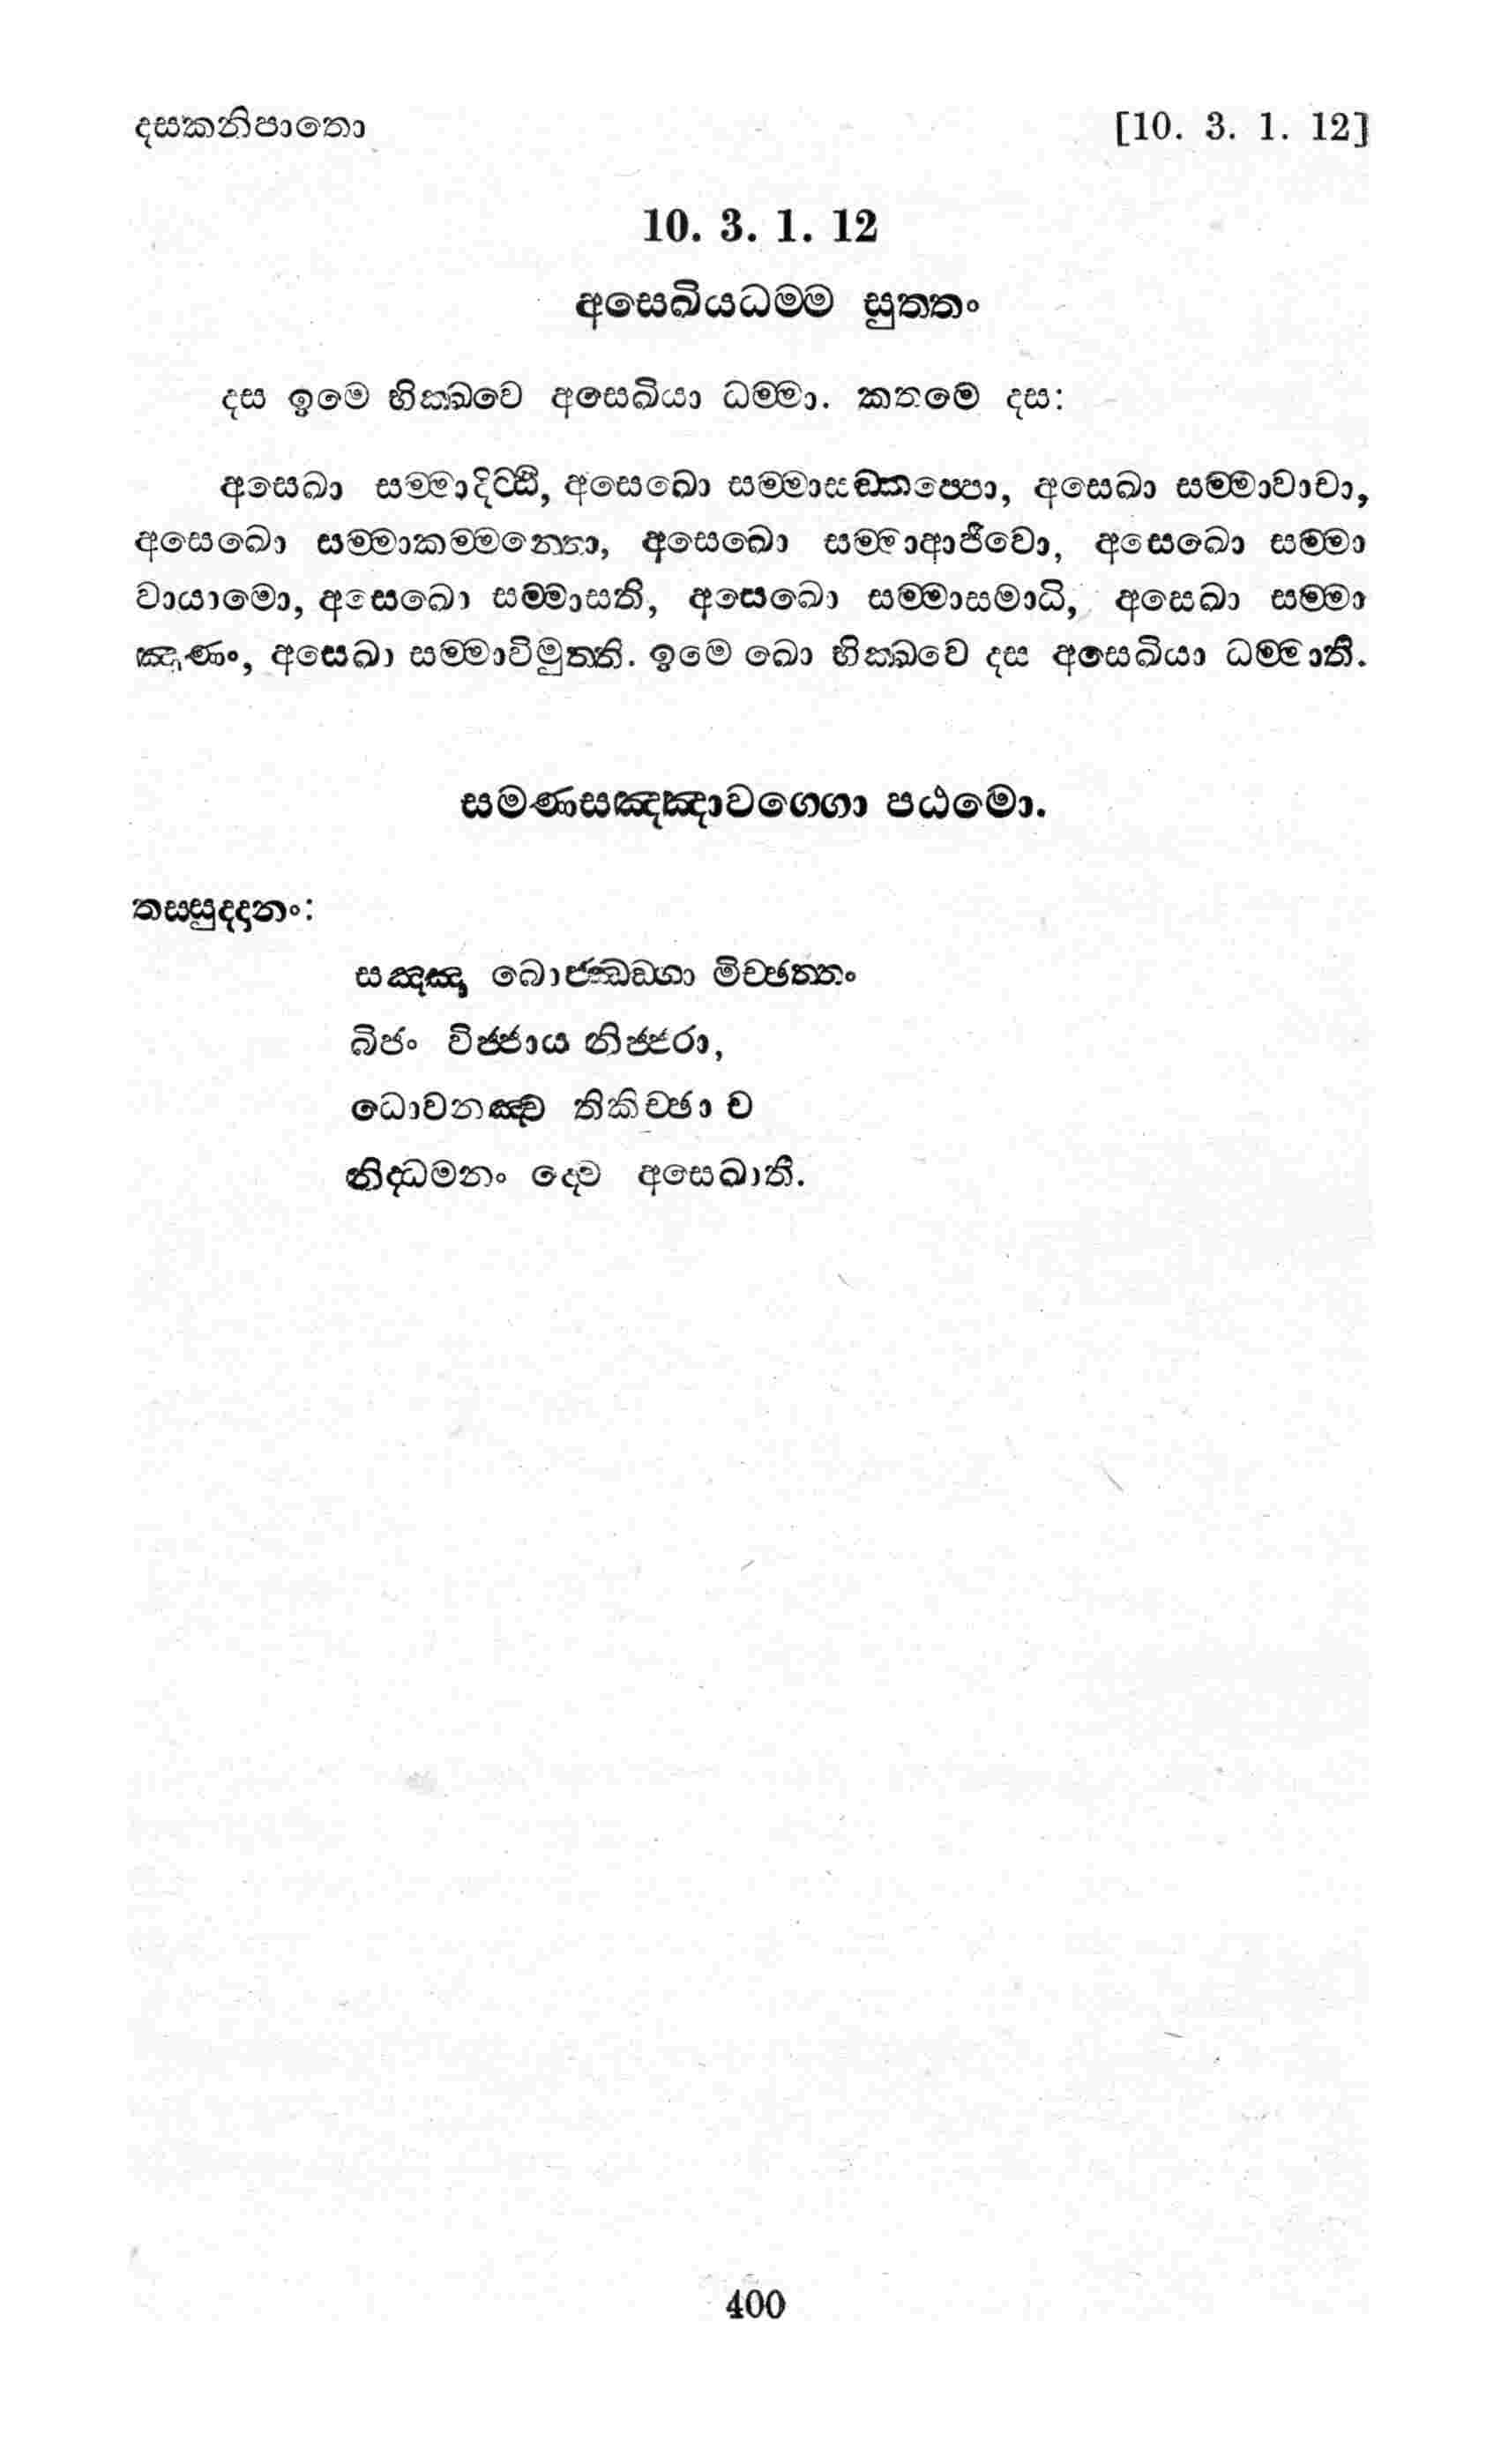 දසකනිපාතො [10. 3. 1. 12]
10. 3. 1. 12
අසෙඛියධම්ම සුත්තං
දස ඉමෙ භික්ඛවෙ අසෙඛියා ධම්මා. කතමෙ දස:
අසෙඛා සම්මාදිට්ඨි, අසෙඛො සම්මාසඞ්කප්පො, අසෙඛා සම්මාවාචා,
අසෙඛො සම්මාකම්මන්තො, අසෙඛො සම්මාආජීවො, අසෙඛො සම්මා
වායාමො, අසෙඛො සම්මාසති, අසෙඛො සම්මාසමාධි, අසෙඛා සම්මා
ඤාණං, අසෙඛා සම්මාවිමුත්ති. ඉමෙ ඛො භික්ඛවෙ දස අසෙඛියා ධම්මාති.
සමණසඤ්ඤාවග්ගො පඨමො.
තස්සුද්දානං:
සඤ්ඤා බොජ්ඣඞ්ගා මිච්ඡත්තං
බිජං විජ්ජාය නිජ්ජරා,
ධොවනඤ්ච තිකිච්ඡා ච
නිද්ධමනං ද්වෙ අසෙඛාති.
400